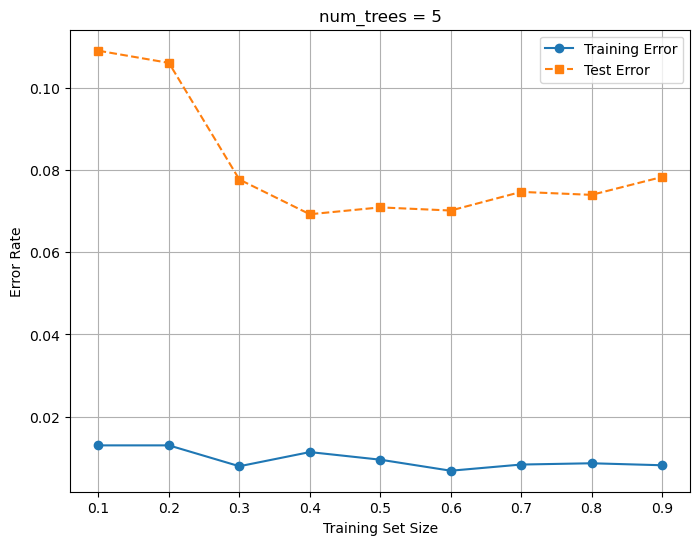 num_trees = 5
Training Error
Test Error
0.10
0.08
0.06
0.04
0.02
Error Rate
0.1 0.2 0.3 0.4 0.5 0.6 0.7 0.8 0.9
Training Set Size